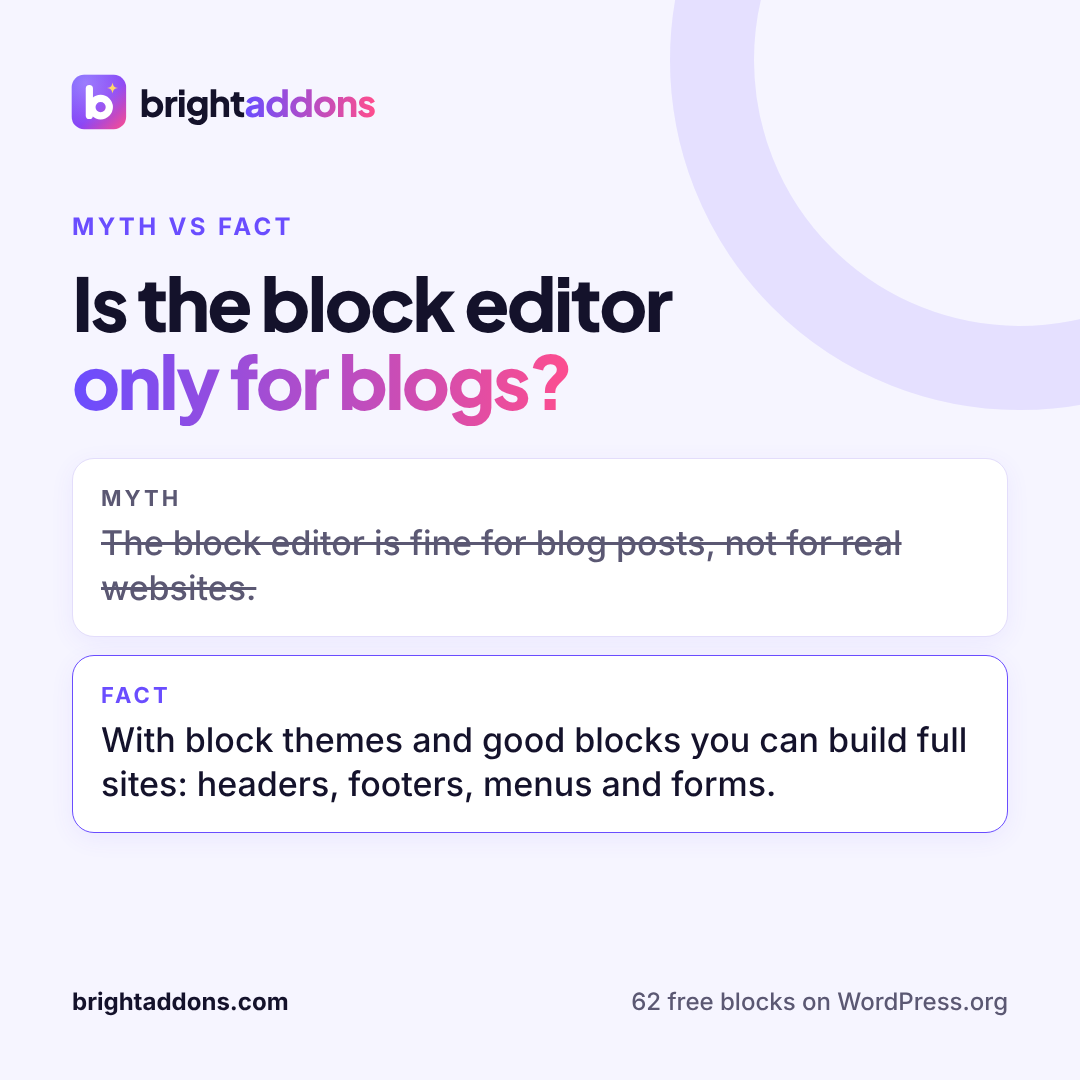 brightaddons
MYTH VS FACT
Is the block editor
only for blogs?
MYTH
The block editor is fine for blog posts, not for real
websites.
FACT
With block themes and good blocks you can build full
sites: headers, footers, menus and forms.
brightaddons.com
62 free blocks on WordPress.org